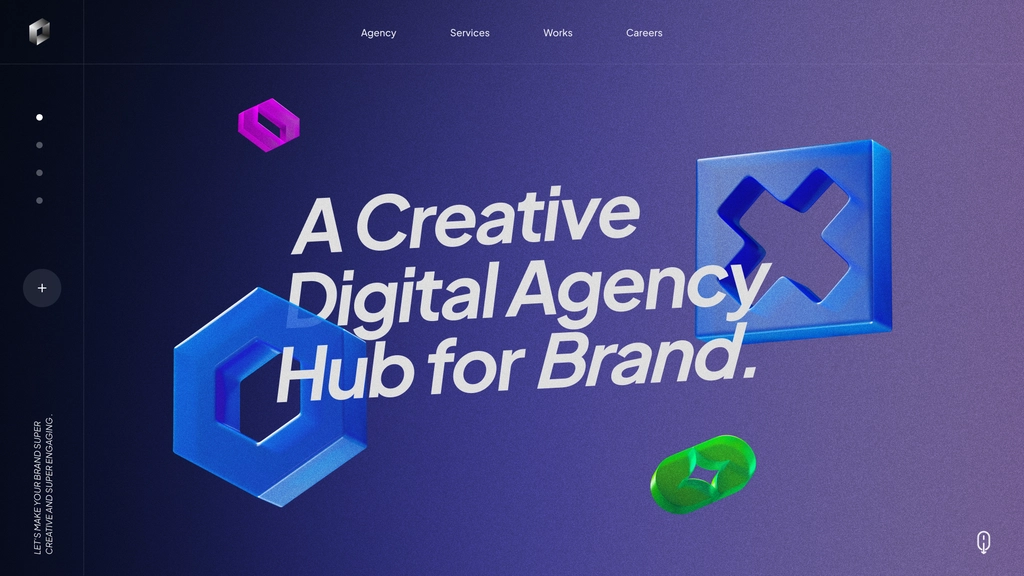 Agency
Services
Works
Careers
A Creative
Digital Agency
Hub for Brand.
LET'S MAKE YOUR BRAND SUPER
CREATIVE AND SUPER ENGAGING.